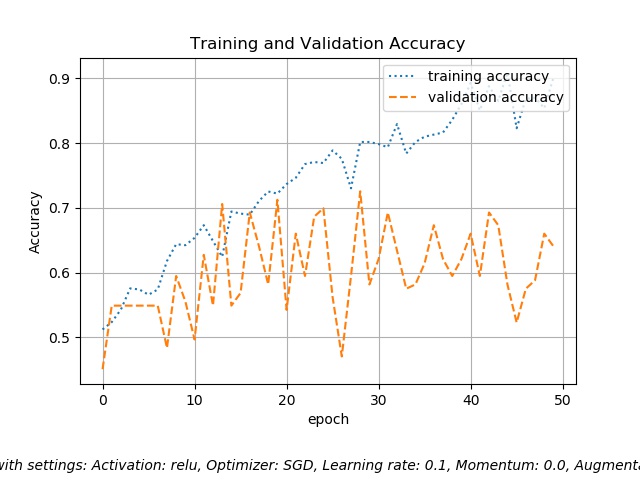 Training and Validation Accuracy
training accuracy
validation accuracy
0.9
0.8
0.7
0.6
0.5
Accuracy
0 10 20 30 40 50
epoch
with settings: Activation: relu, Optimizer: SGD, Learning rate: 0.1, Momentum: 0.0,